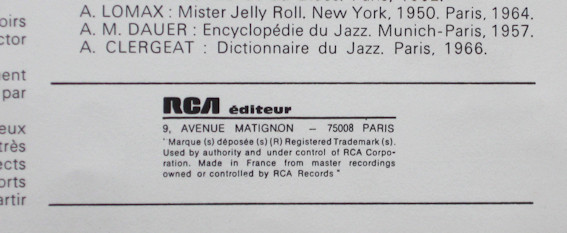 oirs
ctor
ent
par
eux
très
ects
orts
artir
A. LOMAX : Mister Jelly Roll. New York, 1950. Paris, 1964.
A. M. DAUER : Encyclopédie du Jazz. Munich-Paris, 1957.
A. CLERGEAT : Dictionnaire du Jazz. Paris, 1966.
RCA éditeur
9, AVENUE MATIGNON – 75008 PARIS
"Marque (s) déposée (s) (R) Registered Trademark (s).
Used by authority and under control of RCA Corpo-
ration. Made in France from master recordings
owned or controlled by RCA Records"